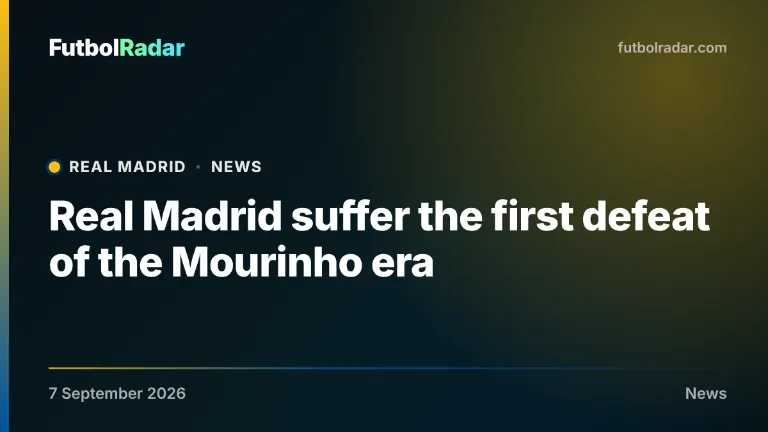 FutbolRadar
futbolradar.com
REAL MADRID · NEWS
Real Madrid suffer the first defeat
of the Mourinho era
7 September 2026
News